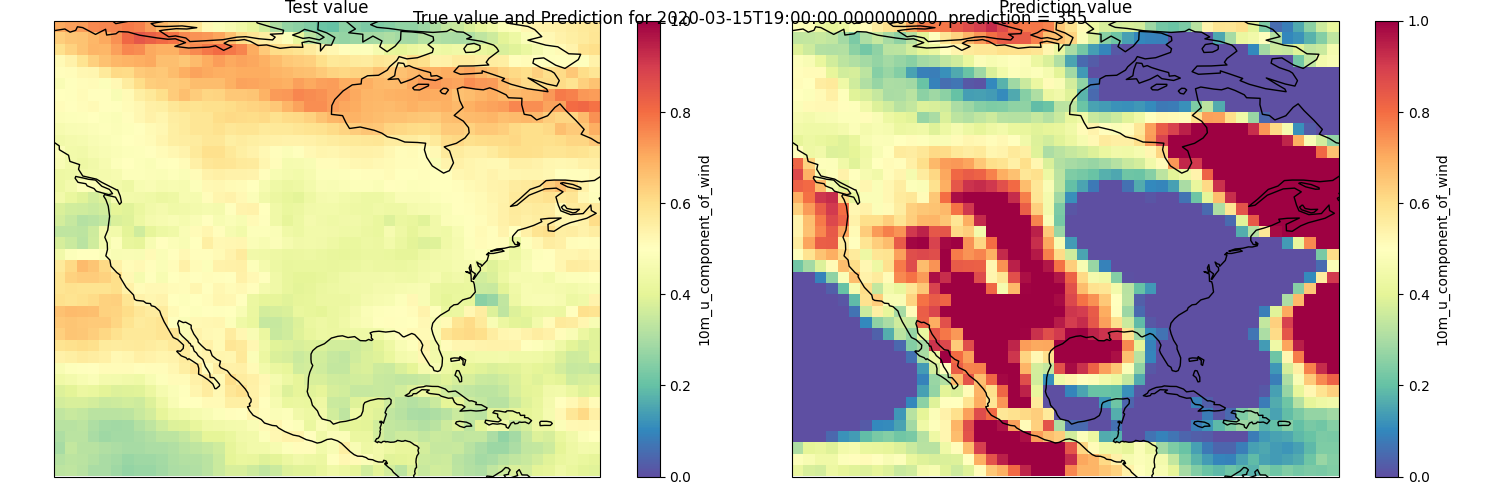 Test value
Prediction value
True value and Prediction for 2020-03-15T19:00:00.000000000, prediction = 355
1.0
0.8
0.6
0.4
0.2
0.0
10m_u_component_of_wind
1.0
0.8
0.6
0.4
0.2
0.0
10m_u_component_of_wind